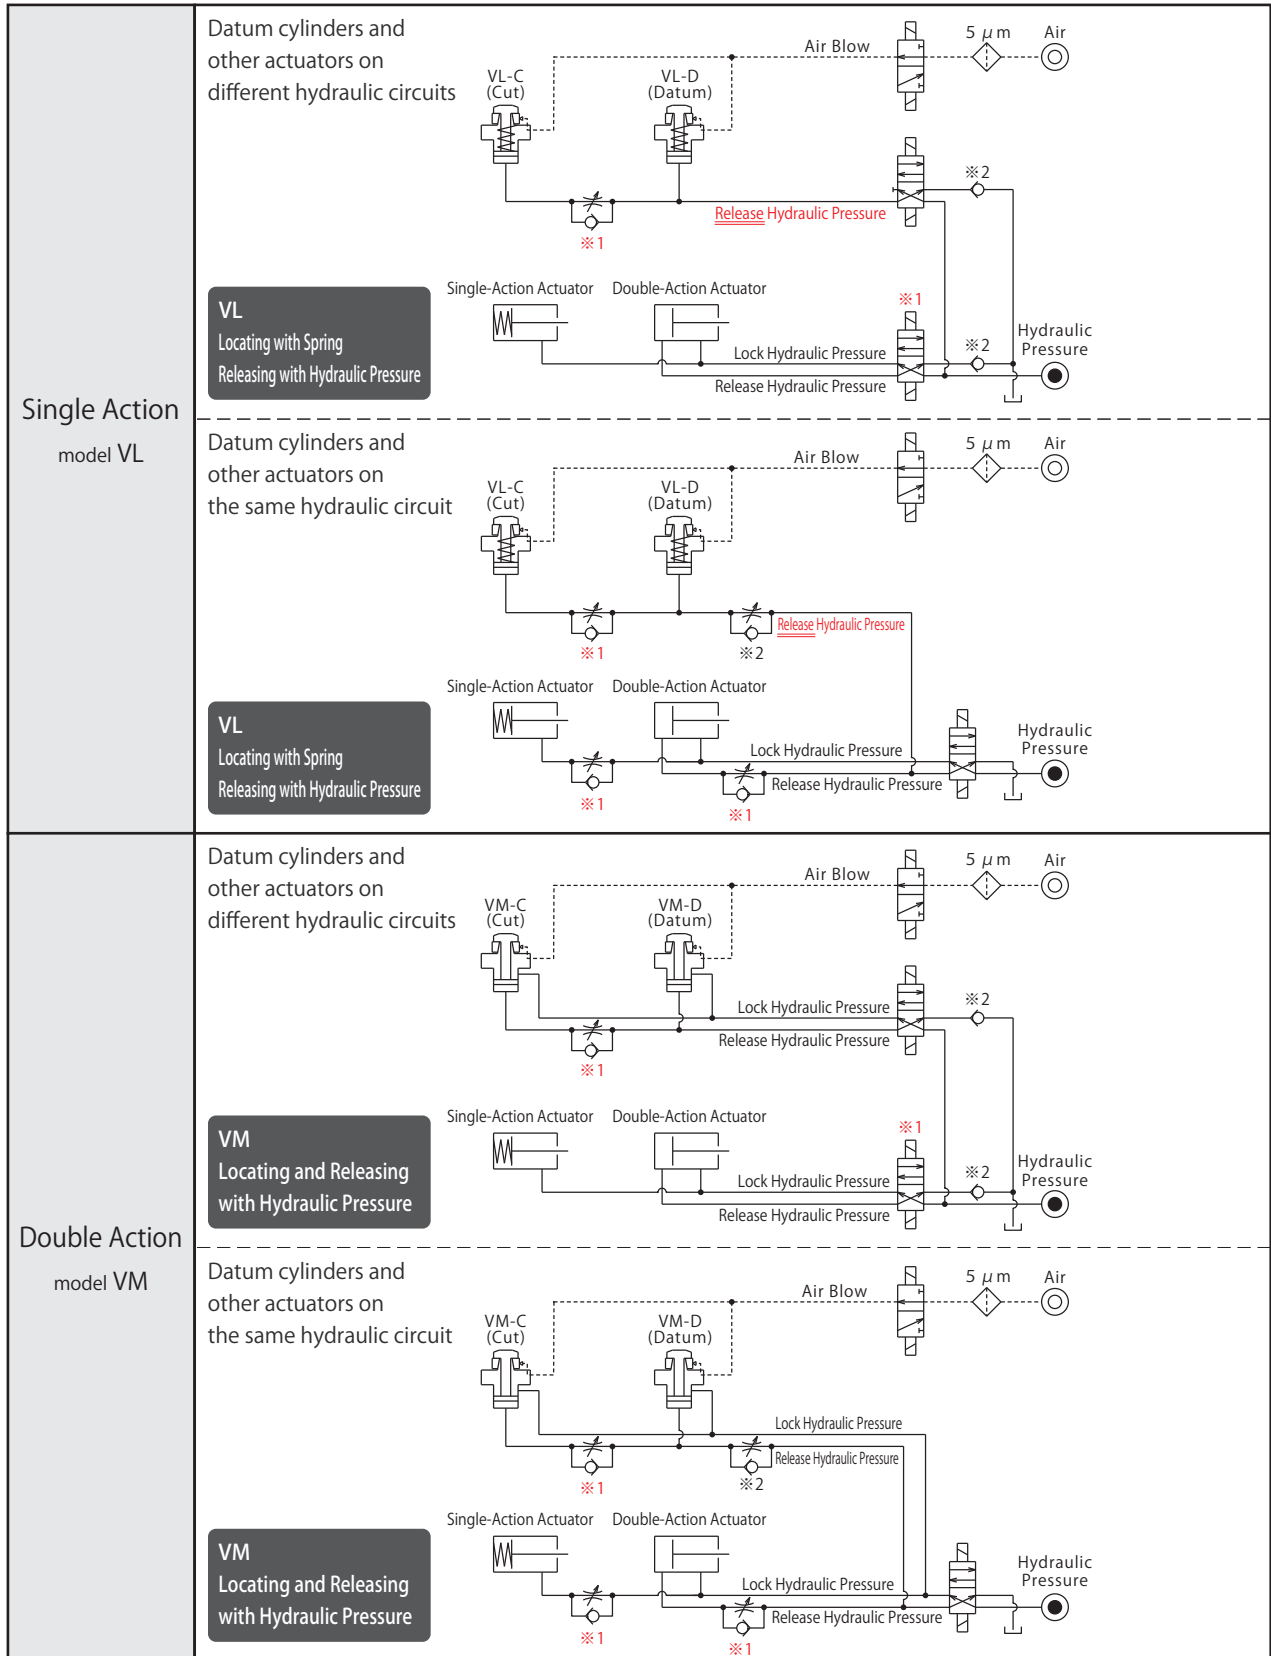 Single Action
model VL
Datum cylinders and
other actuators on
different hydraulic circuits
Air Blow
5 μm
Air
VL-C
(Cut)
VL-D
(Datum)
※2
Release Hydraulic Pressure
※1
VL
Locating with Spring
Releasing with Hydraulic Pressure
Single-Action Actuator
Double-Action Actuator
※1
Lock Hydraulic Pressure
Release Hydraulic Pressure
※2
Hydraulic
Pressure
Datum cylinders and
other actuators on
the same hydraulic circuit
Air Blow
5 μm
Air
VL-C
(Cut)
VL-D
(Datum)
Release Hydraulic Pressure
※1
※2
VL
Locating with Spring
Releasing with Hydraulic Pressure
Single-Action Actuator
Double-Action Actuator
Lock Hydraulic Pressure
Release Hydraulic Pressure
※1
※1
Hydraulic
Pressure
Double Action
model VM
Datum cylinders and
other actuators on
different hydraulic circuits
Air Blow
5 μm
Air
VM-C
(Cut)
VM-D
(Datum)
Lock Hydraulic Pressure
Release Hydraulic Pressure
※2
※1
VM
Locating and Releasing
with Hydraulic Pressure
Single-Action Actuator
Double-Action Actuator
※1
Lock Hydraulic Pressure
Release Hydraulic Pressure
※2
Hydraulic
Pressure
Datum cylinders and
other actuators on
the same hydraulic circuit
Air Blow
5 μm
Air
VM-C
(Cut)
VM-D
(Datum)
Lock Hydraulic Pressure
Release Hydraulic Pressure
※1
※2
VM
Locating and Releasing
with Hydraulic Pressure
Single-Action Actuator
Double-Action Actuator
Lock Hydraulic Pressure
Release Hydraulic Pressure
※1
※1
Hydraulic
Pressure